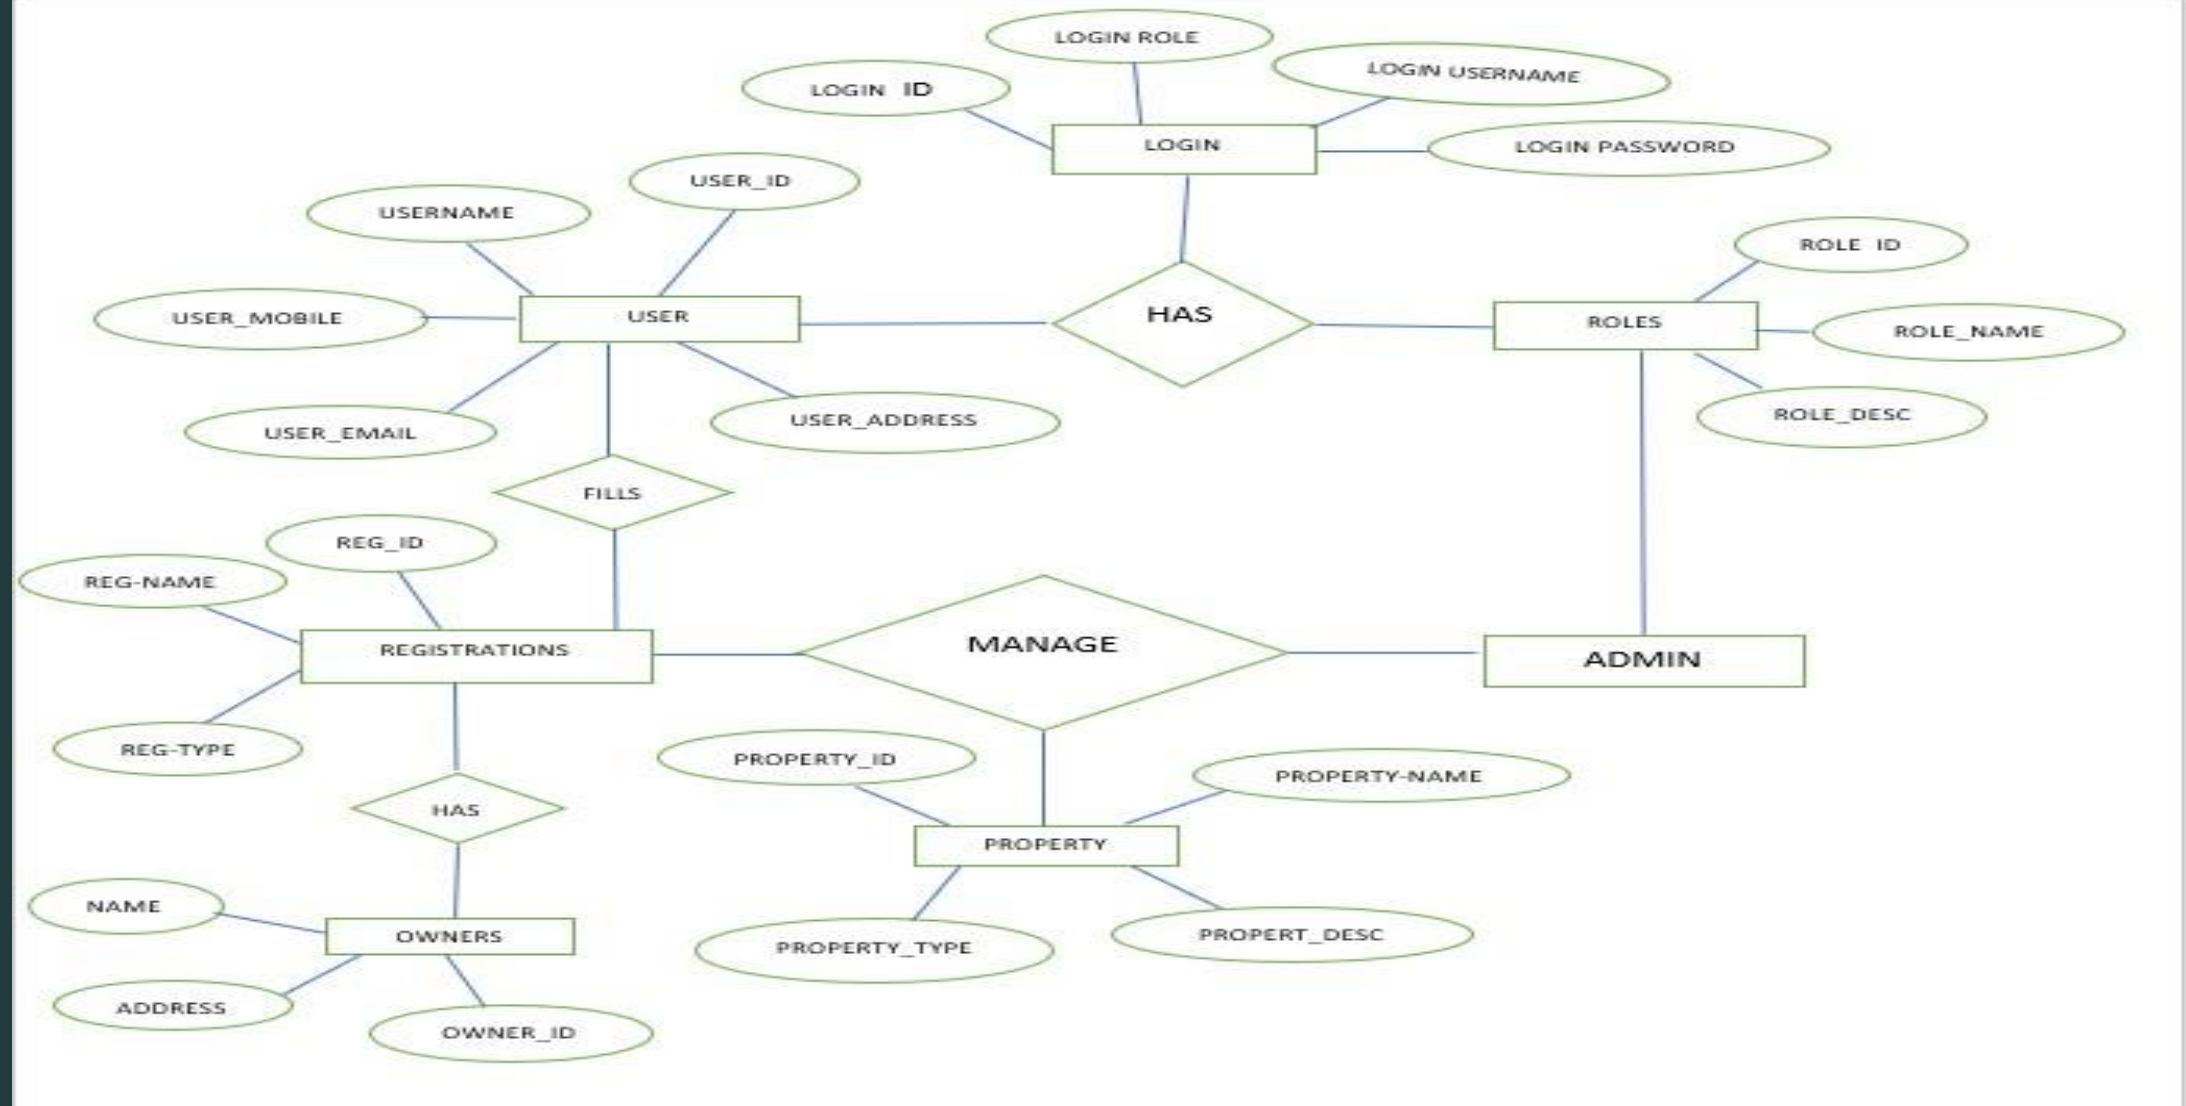 LOGIN ROLE
LOGIN USERNAME
LOGIN ID
LOGIN
LOGIN PASSWORD
USER_ID
USERNAME
ROLE ID
USER_MOBILE
USER
HAS
ROLES
ROLE_NAME
USER_EMAIL
USER_ADDRESS
ROLE_DESC
FILLS
REG_ID
REG-NAME
REGISTRATIONS
MANAGE
ADMIN
REG-TYPE
PROPERTY_ID
PROPERTY-NAME
HAS
PROPERTY
NAME
OWNERS
PROPERTY_TYPE
PROPERT_DESC
ADDRESS
OWNER_ID